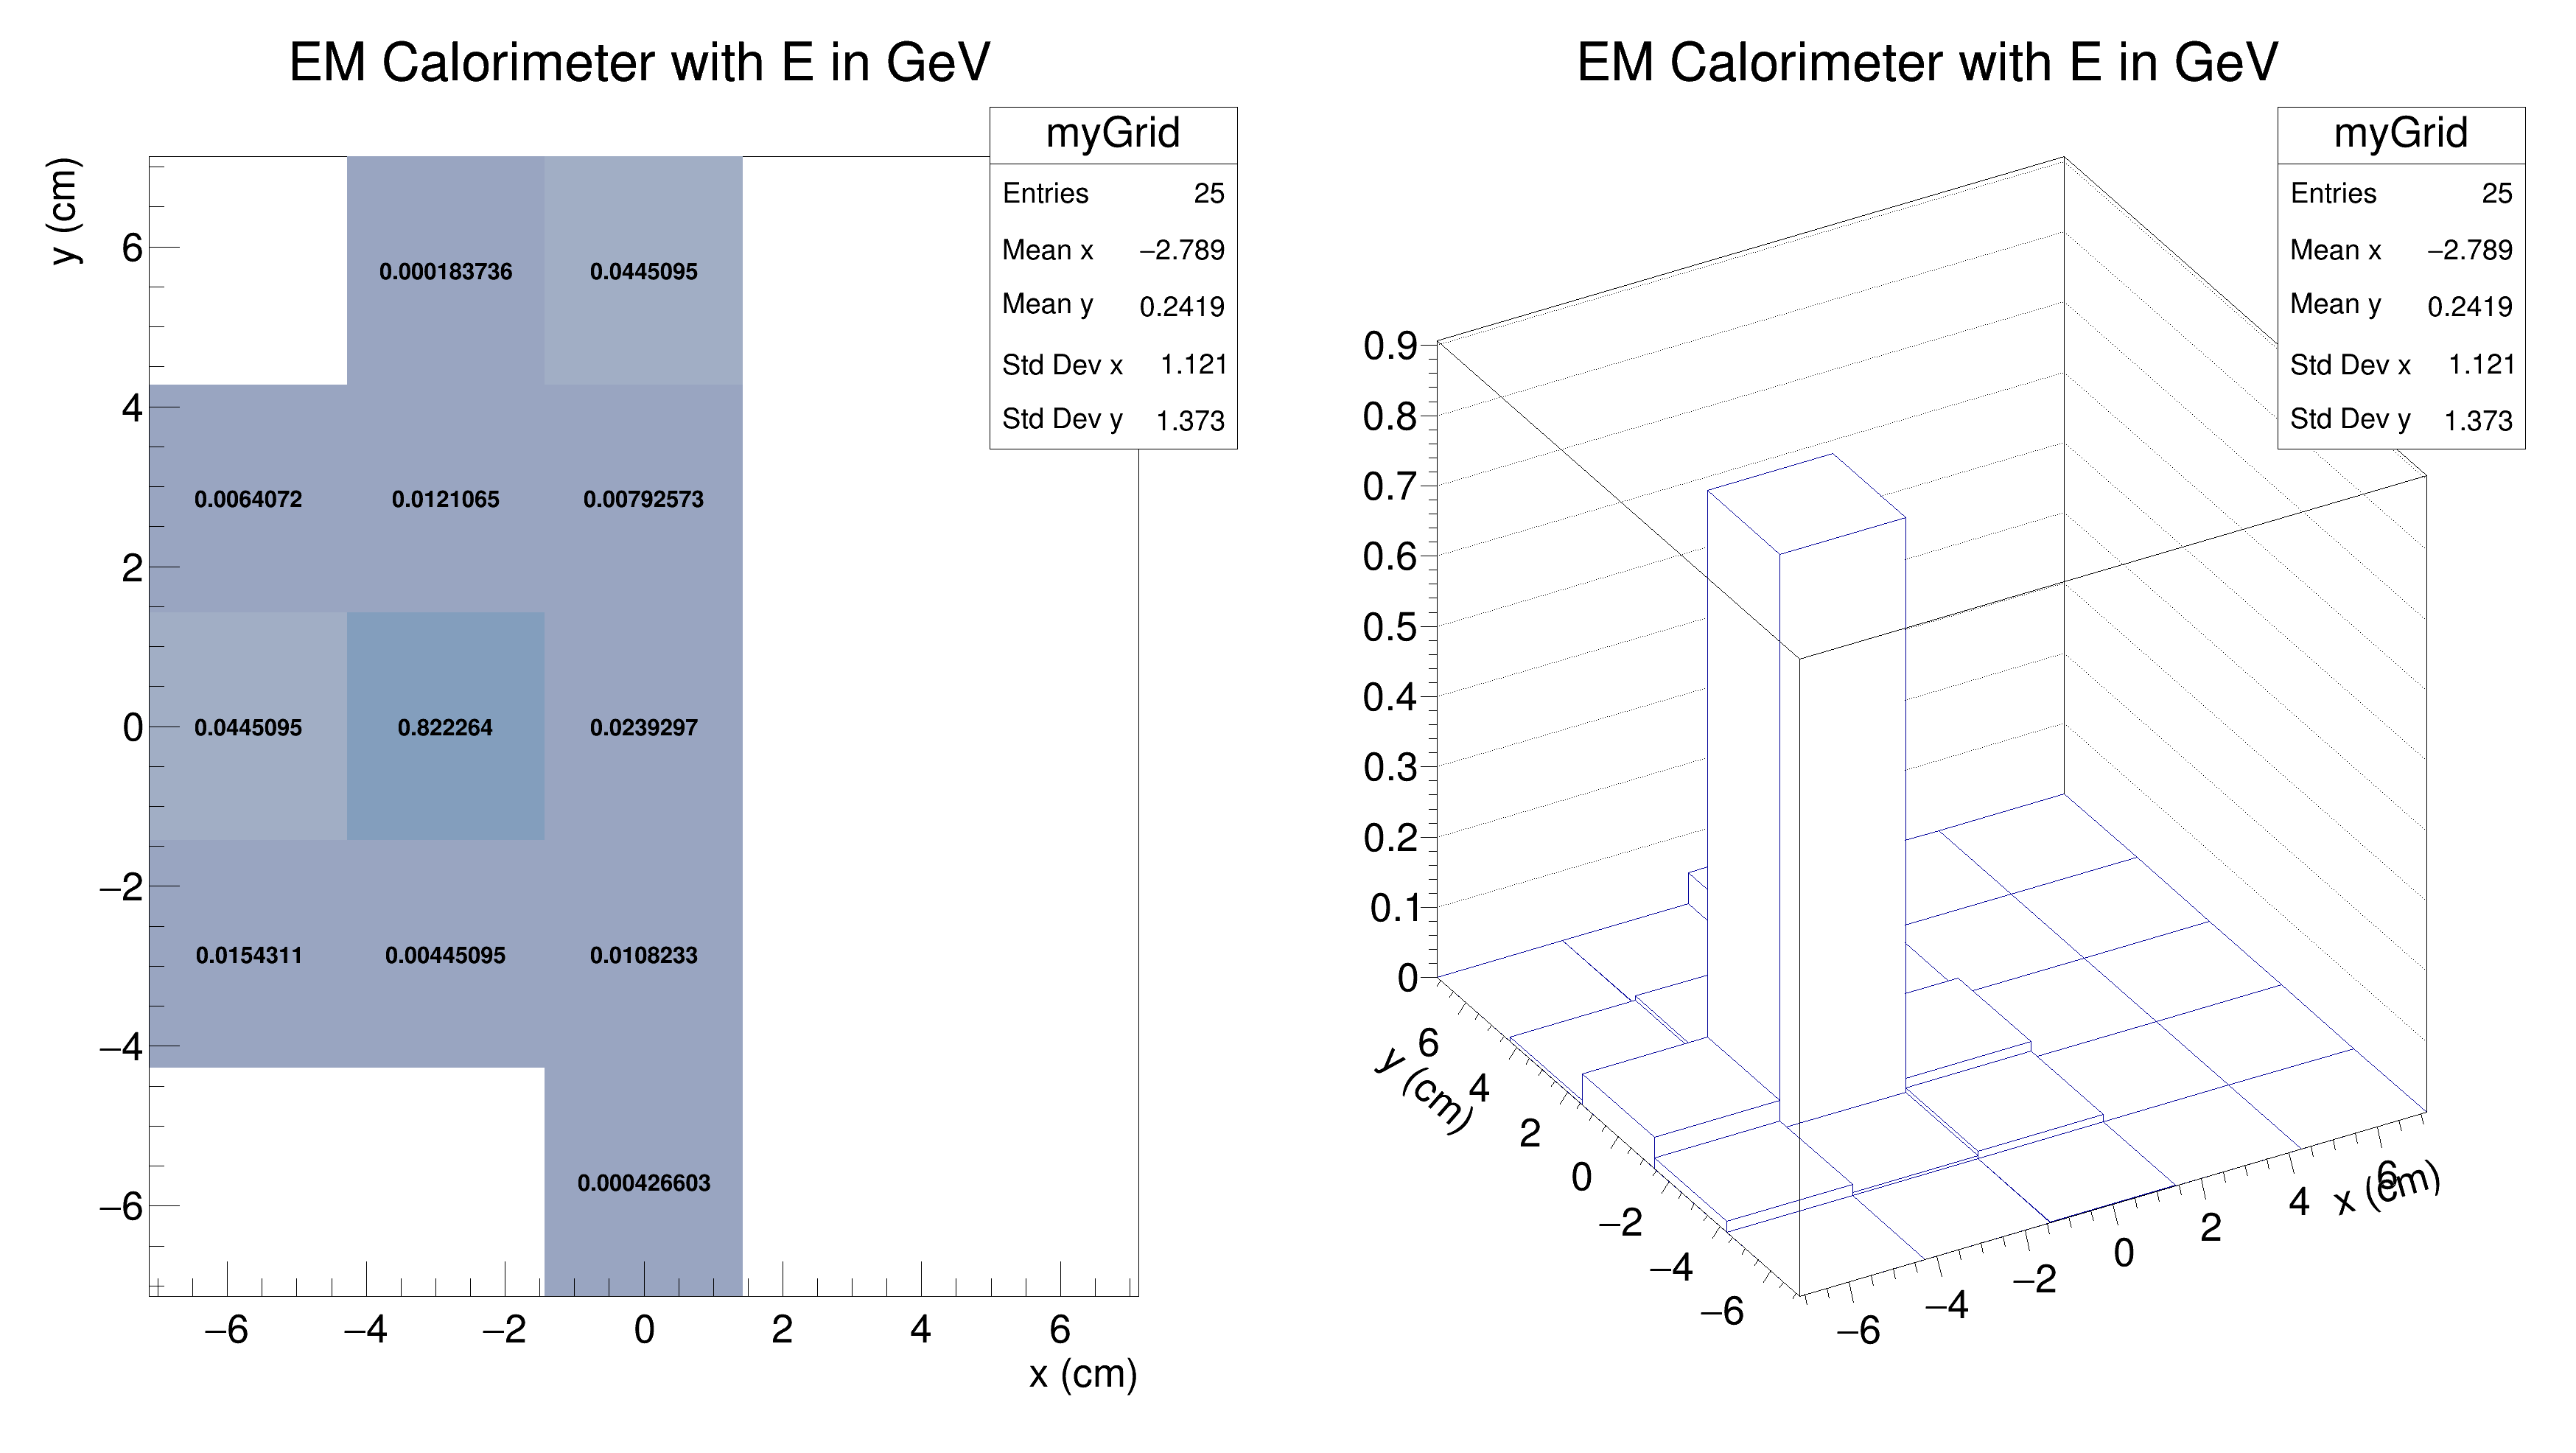 EM Calorimeter with E in GeV
myGrid
Entries 25
Mean x −2.789
Mean y 0.2419
Std Dev x 1.121
Std Dev y 1.373
y (cm)
6
4
2
0
−2
−4
−6
0.000183736 0.0445095
0.0064072 0.0121065 0.00792573
0.0445095 0.822264 0.0239297
0.0154311 0.00445095 0.0108233
0.000426603
−6 −4 −2 0 2 4 6
x (cm)
EM Calorimeter with E in GeV
myGrid
Entries 25
Mean x −2.789
Mean y 0.2419
Std Dev x 1.121
Std Dev y 1.373
0.9
0.8
0.7
0.6
0.5
0.4
0.3
0.2
0.1
0
y (cm)
6
4
2
0
−2
−4
−6
−6 −4 −2 0 2 4 6
x (cm)